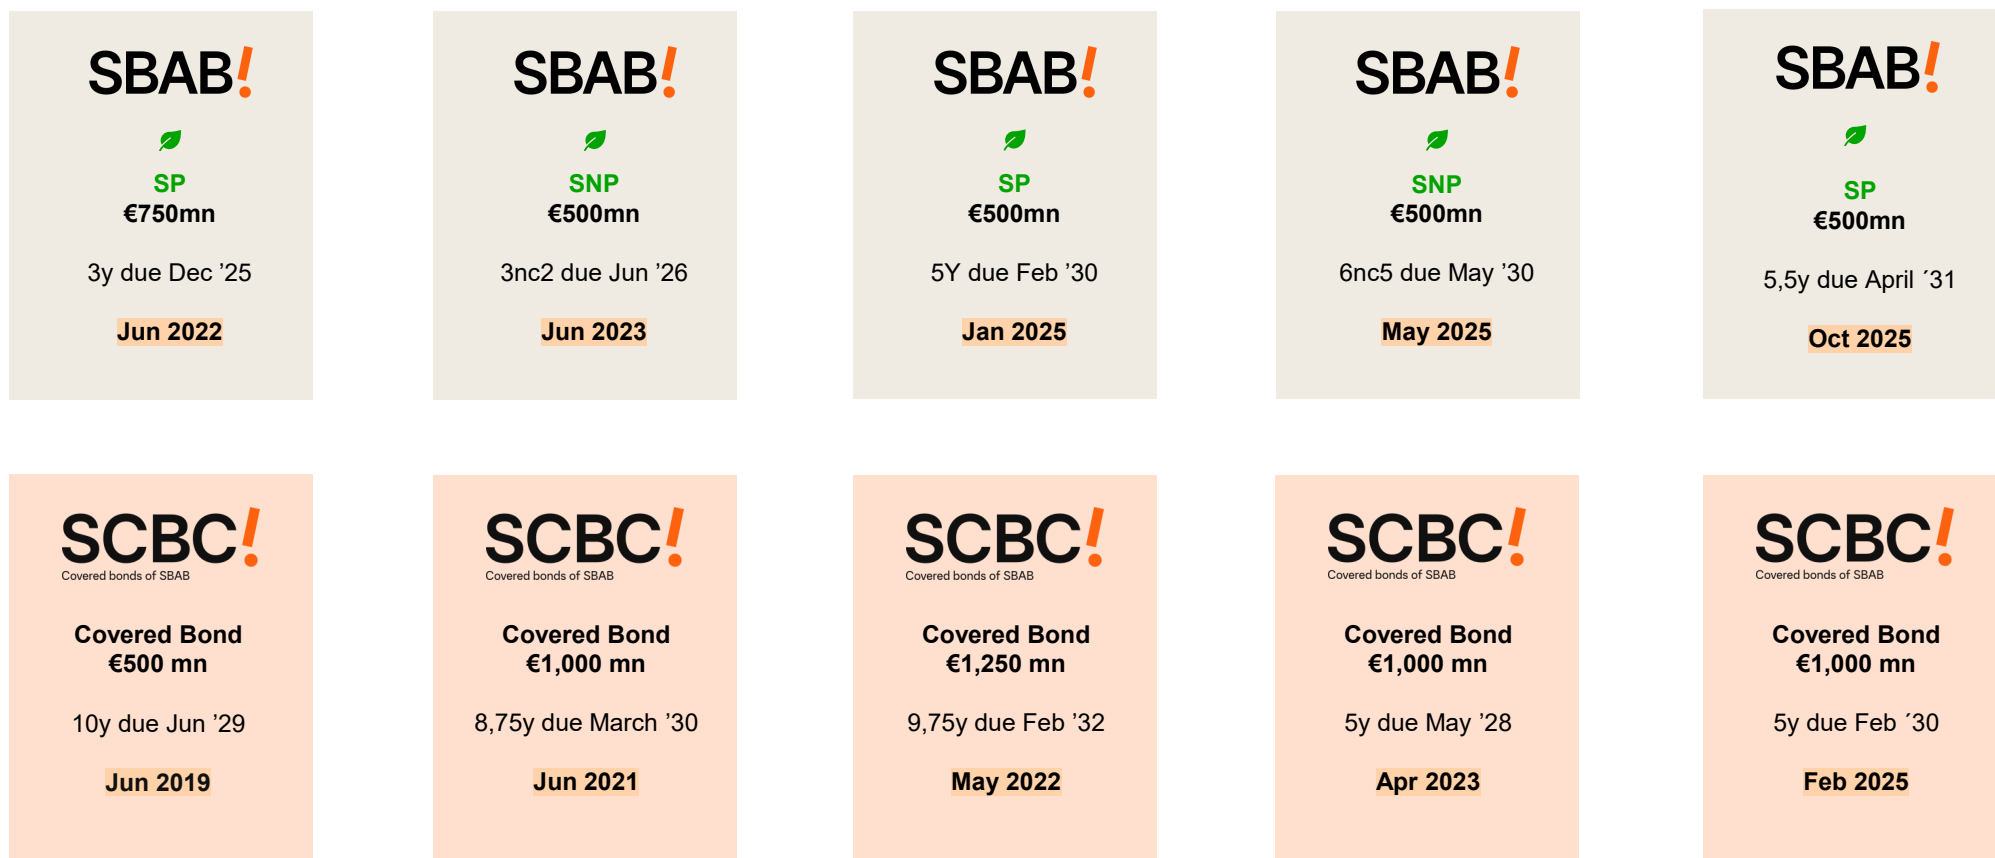 SBAB!
SP
€750mn
3y due Dec ’25
Jun 2022
SBAB!
SNP
€500mn
3nc2 due Jun ’26
Jun 2023
SBAB!
SP
€500mn
5Y due Feb ’30
Jan 2025
SBAB!
SNP
€500mn
6nc5 due May ’30
May 2025
SBAB!
SP
€500mn
5,5y due April ´31
Oct 2025
SCBC!
Covered bonds of SBAB
Covered Bond
€500 mn
10y due Jun ’29
Jun 2019
SCBC!
Covered bonds of SBAB
Covered Bond
€1,000 mn
8,75y due March ’30
Jun 2021
SCBC!
Covered bonds of SBAB
Covered Bond
€1,250 mn
9,75y due Feb ’32
May 2022
SCBC!
Covered bonds of SBAB
Covered Bond
€1,000 mn
5y due May ’28
Apr 2023
SCBC!
Covered bonds of SBAB
Covered Bond
€1,000 mn
5y due Feb ´30
Feb 2025